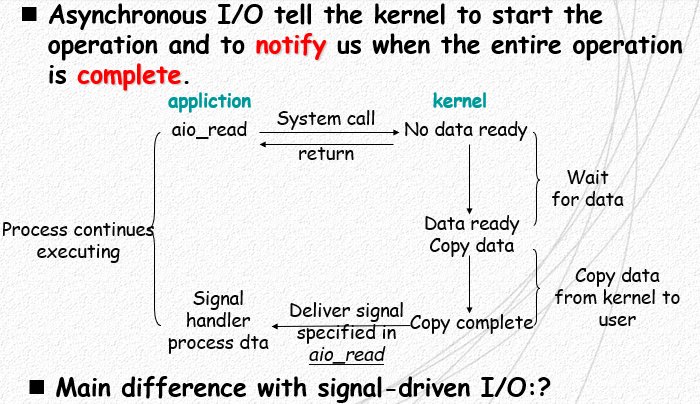 ■ Asynchronous I/O tell the kernel to start the
operation and to notify us when the entire operation
is complete.
appliction
kernel
aio_read
System call
No data ready
return
Wait
for data
Process continues
executing
Data ready
Copy data
Copy data
from kernel to
user
Signal
handler
process dta
Deliver signal
specified in
aio_read
Copy complete
■ Main difference with signal-driven I/O:?